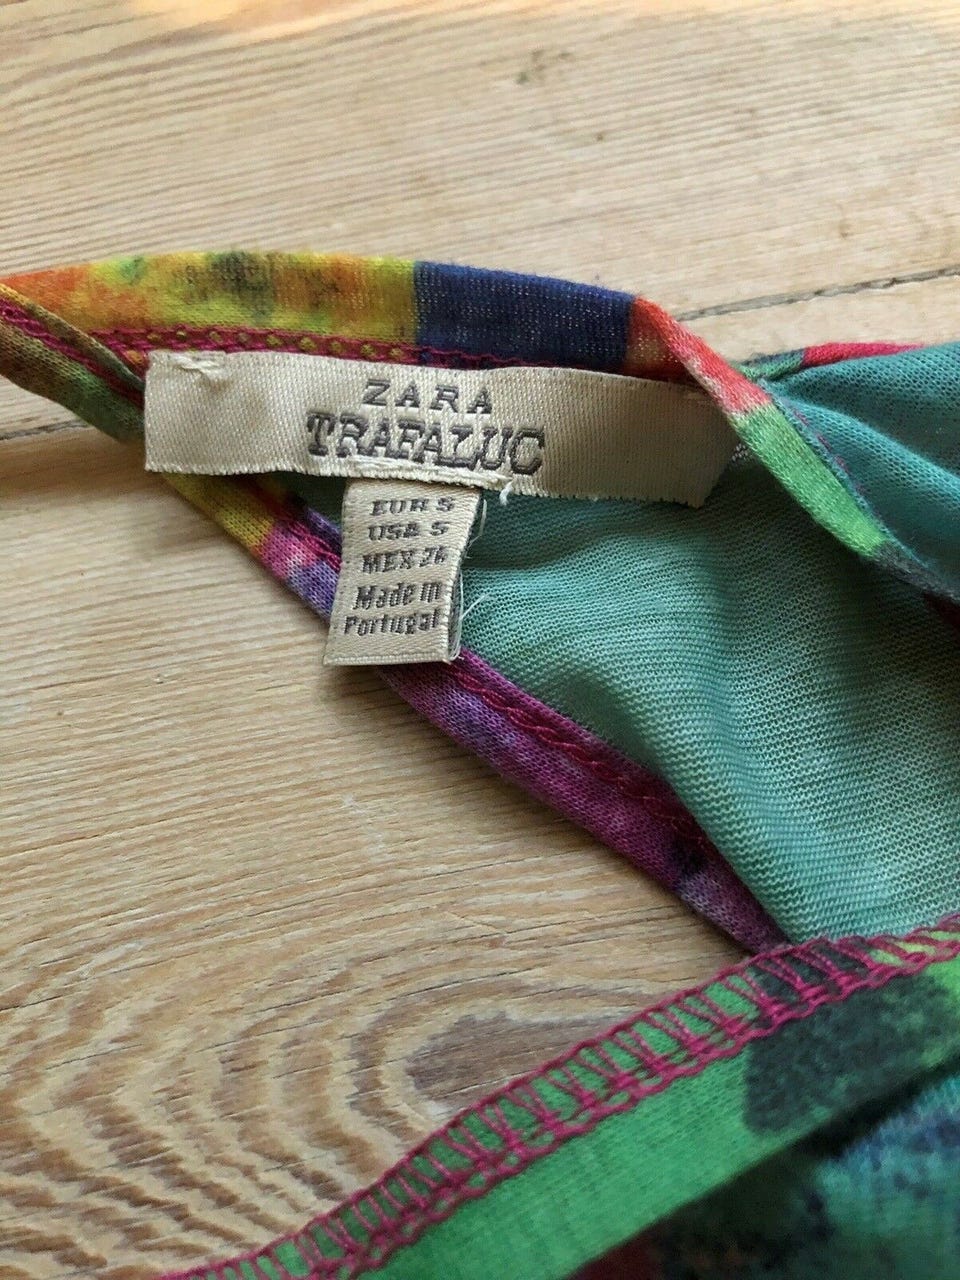 ZARA
TRAFALUC
EUR S
USA S
MEX 26
Made in
Portugal